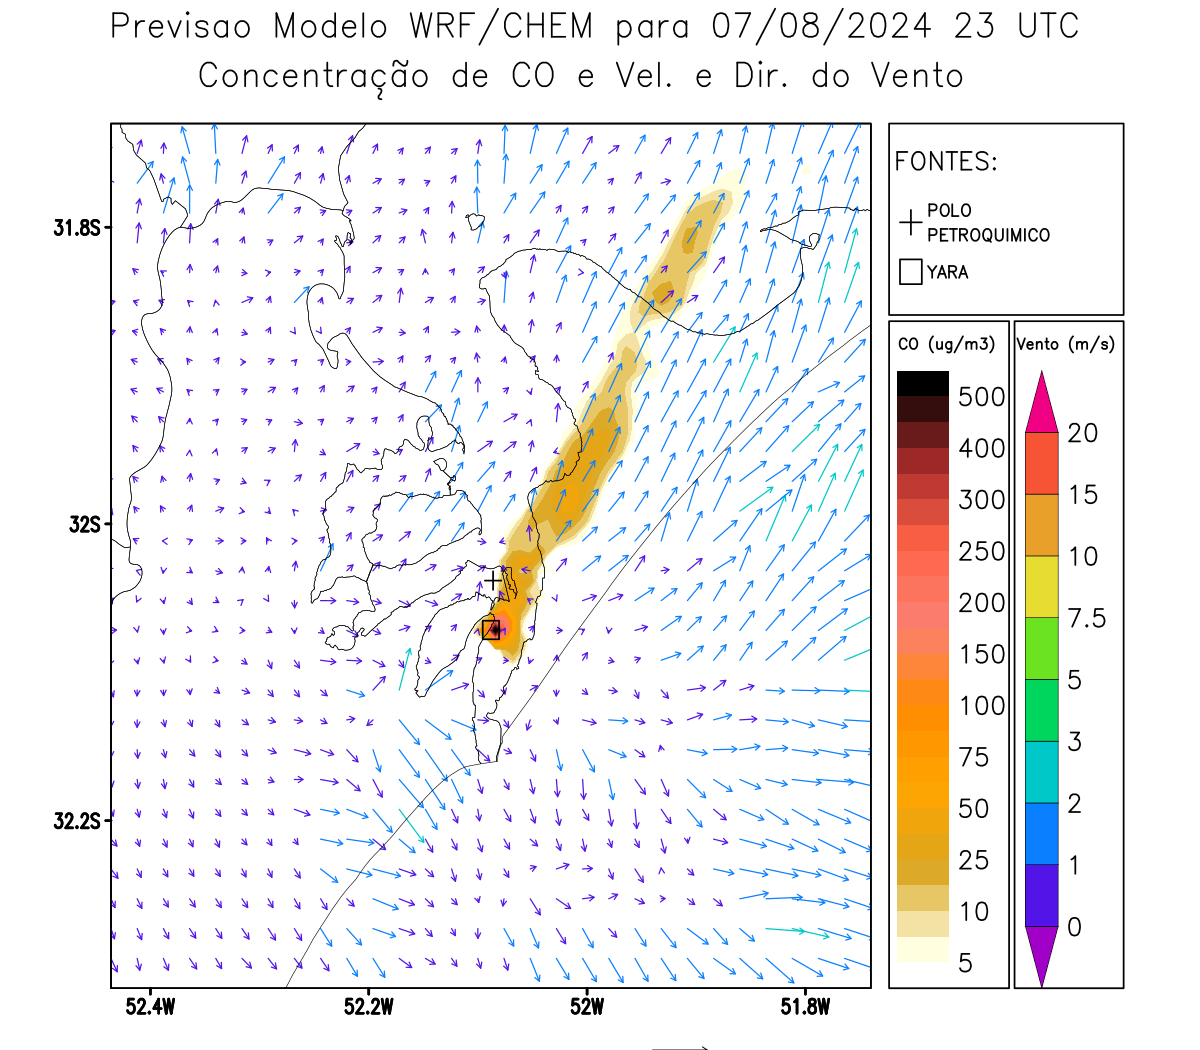 Previsao Modelo WRF/CHEM para 07/08/2024 23 UTC
Concentração de CO e Vel. e Dir. do Vento
FONTES:
POLO
PETROQUIMICO
YARA
CO (ug/m3)
500
400
300
250
200
150
100
75
50
25
10
5
Vento (m/s)
20
15
10
7.5
5
3
2
1
0
31.8S
32S
32.2S
52.4W
52.2W
52W
51.8W